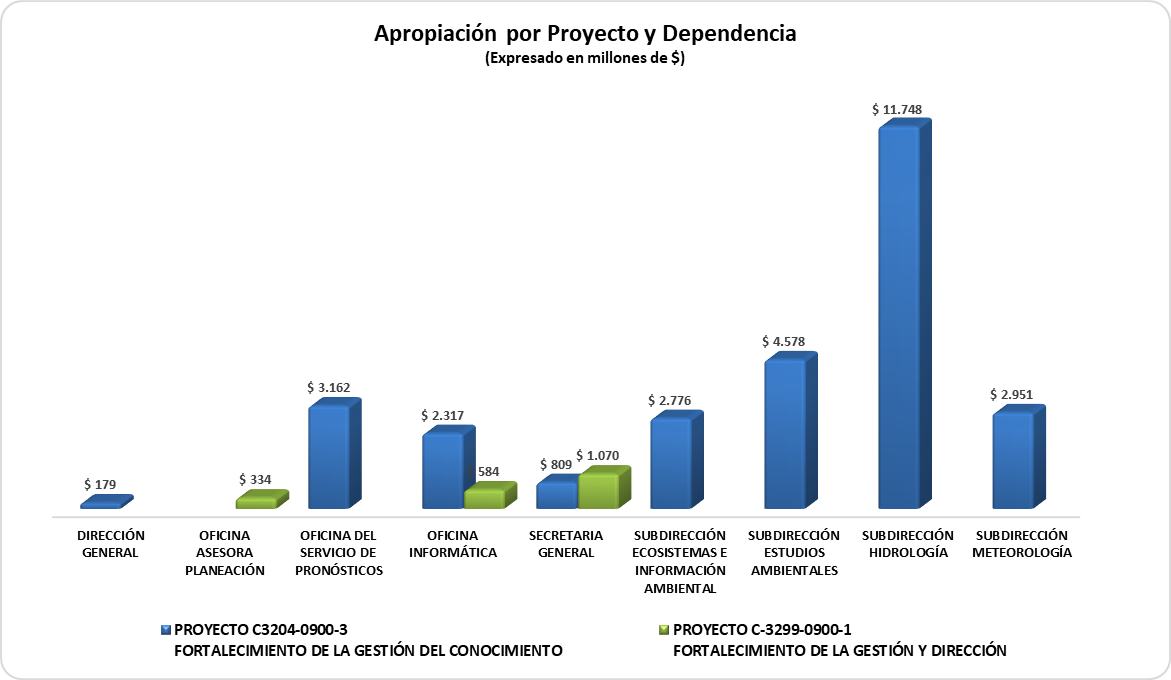 Apropiación por Proyecto y Dependencia
(Expresado en millones de $)
$ 11.748
$ 4.578
$ 3.162
$ 2.951
$ 2.776
$ 2.317
$ 1.070
$ 809
584
$ 334
$ 179
DIRECCIÓN
GENERAL
OFICINA
ASESORA
PLANEACIÓN
OFICINA DEL
SERVICIO DE
PRONÓSTICOS
OFICINA
INFORMÁTICA
SECRETARIA
GENERAL
SUBDIRECCIÓN
ECOSISTEMAS E
INFORMACIÓN
AMBIENTAL
SUBDIRECCIÓN
ESTUDIOS
AMBIENTALES
SUBDIRECCIÓN
HIDROLOGÍA
SUBDIRECCIÓN
METEOROLOGÍA
PROYECTO C3204-0900-3
FORTALECIMIENTO DE LA GESTIÓN DEL CONOCIMIENTO
PROYECTO C-3299-0900-1
FORTALECIMIENTO DE LA GESTIÓN Y DIRECCIÓN